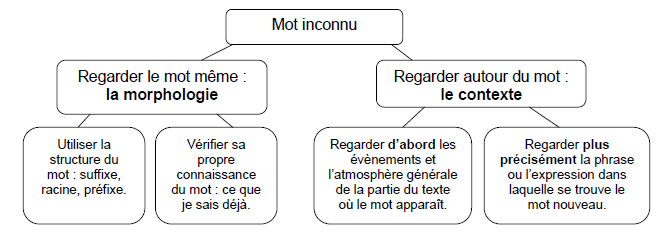 Mot inconnu
Regarder le mot même :
la morphologie
Regarder autour du mot :
le contexte
Utiliser la
structure du
mot : suffixe,
racine, préfixe.
Vérifier sa
propre
connaissance
du mot : ce que
je sais déjà.
Regarder d’abord les
évènements et
l’atmosphère générale
de la partie du texte
où le mot apparaît.
Regarder plus
précisément la phrase
ou l’expression dans
laquelle se trouve le
mot nouveau.